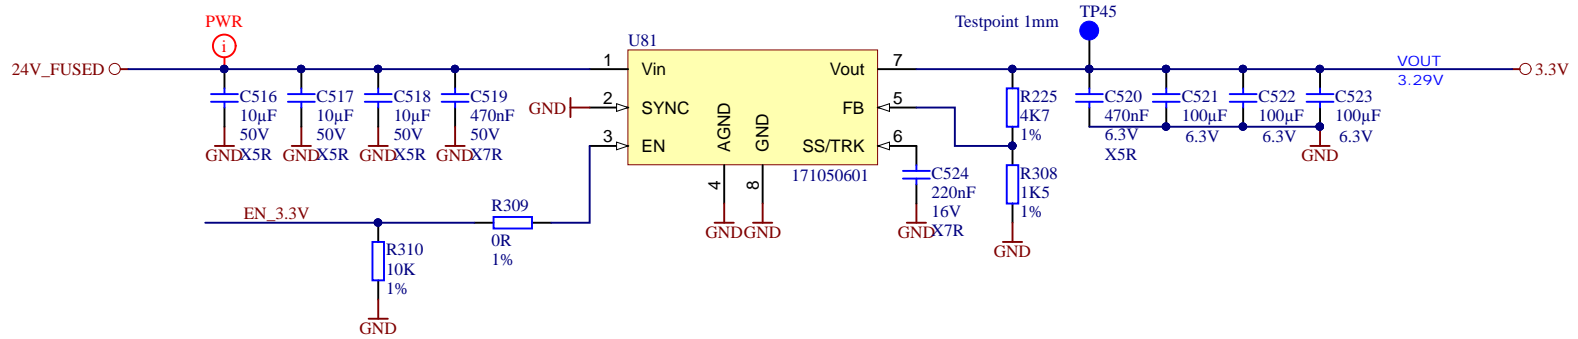 PWR
i
24V_FUSED
C516
10µF
50V
X5R
GND
C517
10µF
50V
X5R
GND
C518
10µF
50V
X5R
GND
C519
470nF
50V
X7R
GND
U81
1
Vin
GND
2
SYNC
3
EN
AGND
4
GND
8
Vout
7
FB
5
SS/TRK
6
171050601
GND
GND
EN_3.3V
R309
0R
1%
R310
10K
1%
GND
C524
220nF
16V
X7R
GND
R225
4K7
1%
R308
1K5
1%
GND
Testpoint 1mm
TP45
C520
470nF
6.3V
X5R
C521
100µF
6.3V
C522
100µF
6.3V
C523
100µF
6.3V
GND
VOUT
3.29V
3.3V